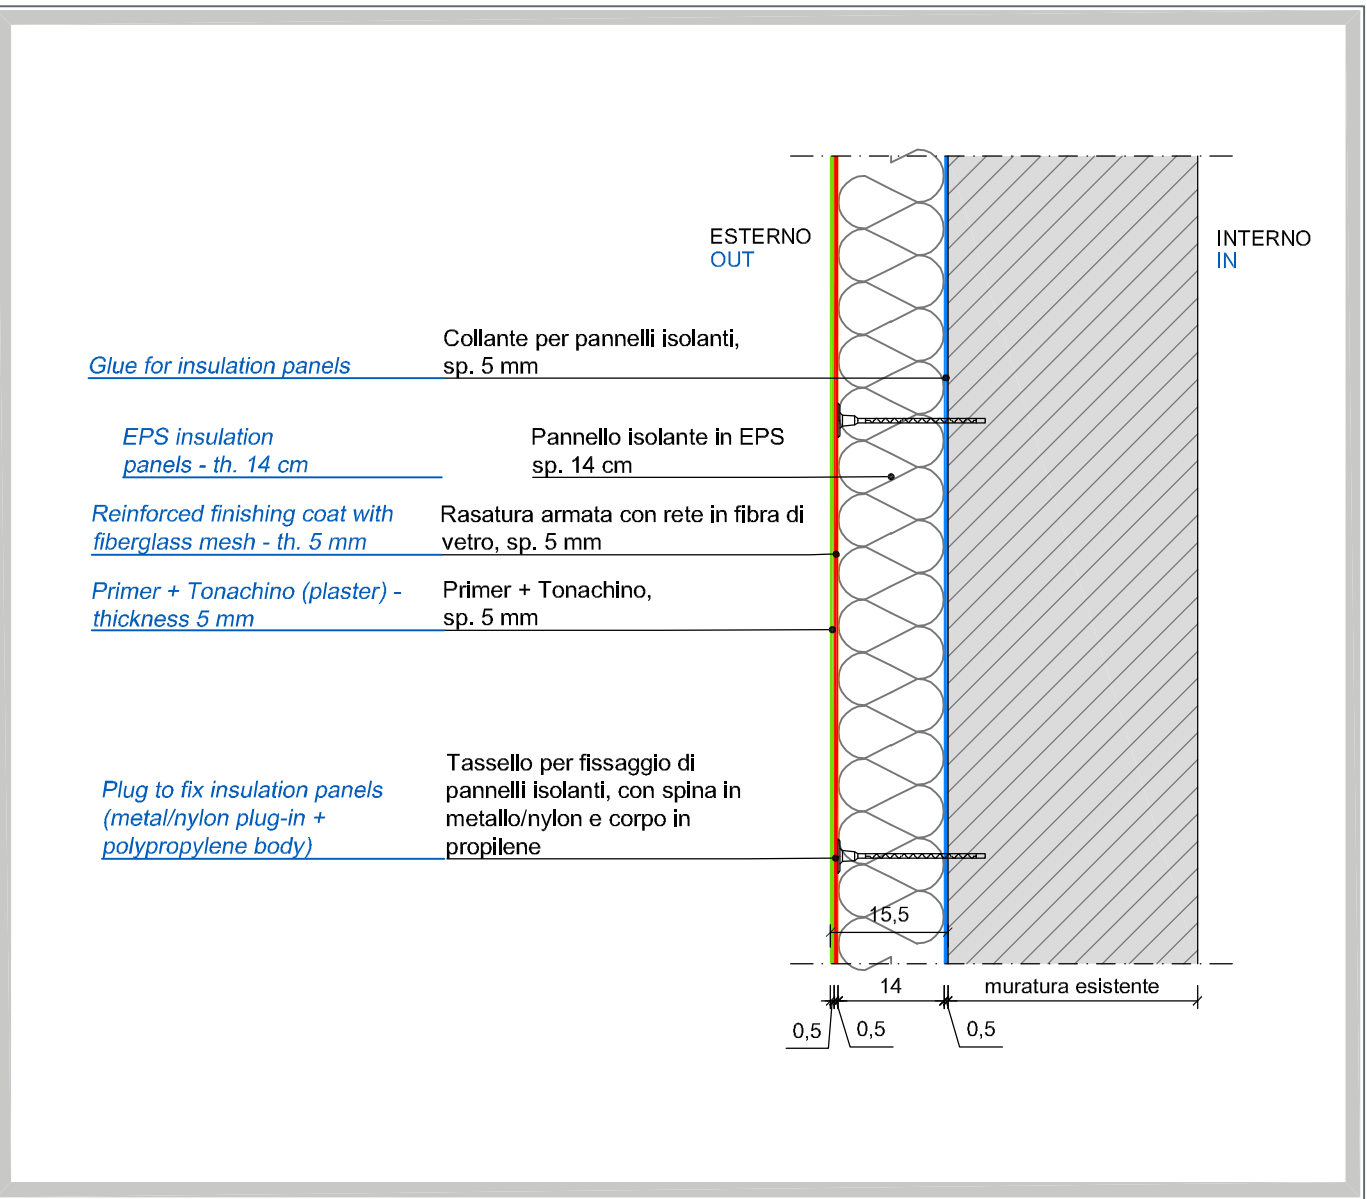 ESTERNO
OUT
INTERNO
IN
Glue for insulation panels
Collante per pannelli isolanti,
sp. 5 mm
EPS insulation
panels - th. 14 cm
Pannello isolante in EPS
sp. 14 cm
Reinforced finishing coat with
fiberglass mesh - th. 5 mm
Rasatura armata con rete in fibra di
vetro, sp. 5 mm
Primer + Tonachino (plaster) -
thickness 5 mm
Primer + Tonachino,
sp. 5 mm
Plug to fix insulation panels
(metal/nylon plug-in +
polypropylene body)
Tassello per fissaggio di
pannelli isolanti, con spina in
metallo/nylon e corpo in
propilene
15,5
14
muratura esistente
0,5
0,5
0,5